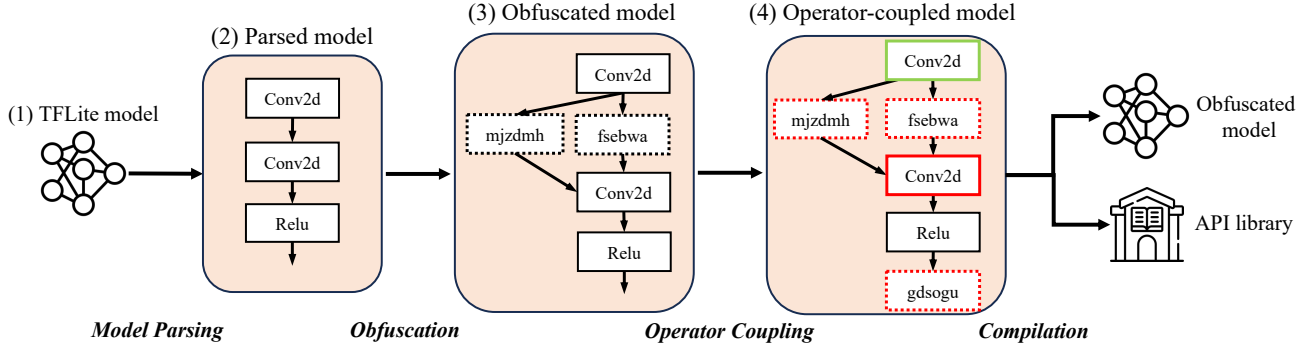 (1) TFLite model
(2) Parsed model
Conv2d
Conv2d
Relu
(3) Obfuscated model
Conv2d
mjzdmh
fsebwa
Conv2d
Relu
(4) Operator-coupled model
Conv2d
mjzdmh
fsebwa
Conv2d
Relu
gdsogu
Obfuscated
model
API library
Model Parsing
Obfuscation
Operator Coupling
Compilation